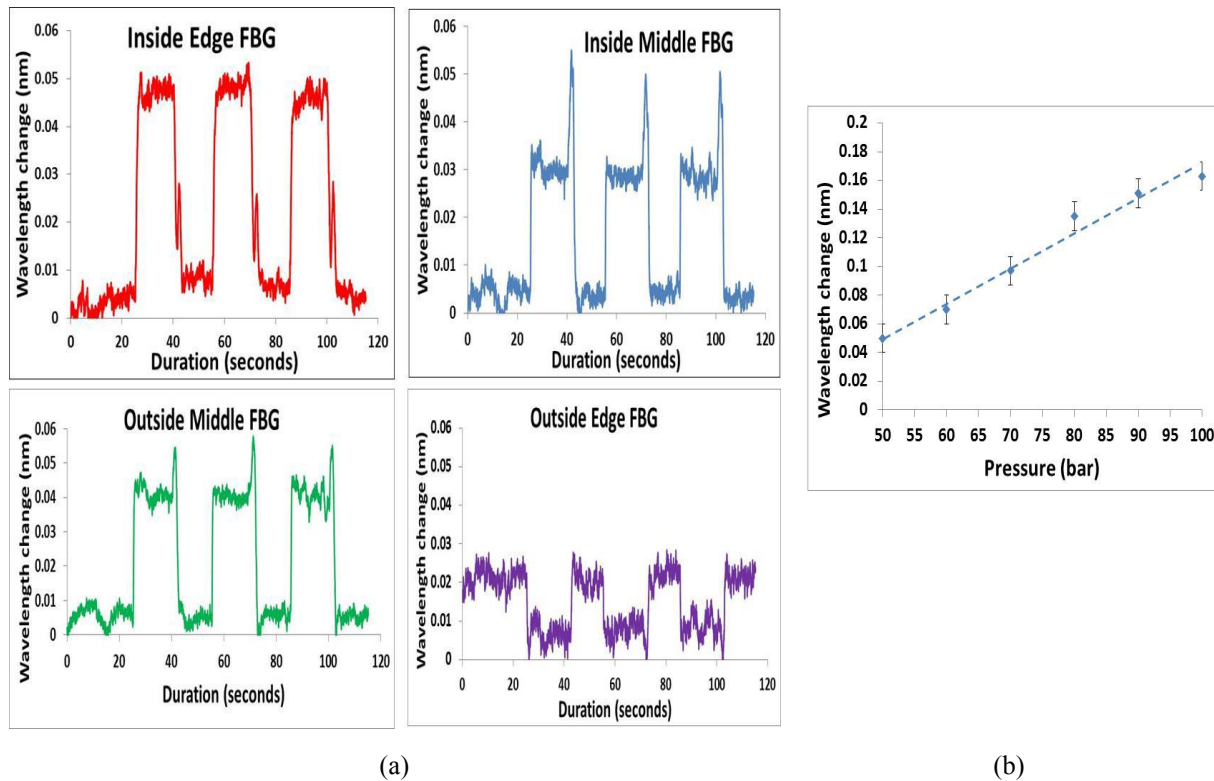 Inside Edge FBG
Wavelength change (nm)
0.06
0.05
0.04
0.03
0.02
0.01
0
0 20 40 60 80 100 120
Duration (seconds)
Inside Middle FBG
Wavelength change (nm)
0.06
0.05
0.04
0.03
0.02
0.01
0
0 20 40 60 80 100 120
Duration (seconds)
Outside Middle FBG
Wavelength change (nm)
0.06
0.05
0.04
0.03
0.02
0.01
0
0 20 40 60 80 100 120
Duration (seconds)
Outside Edge FBG
Wavelength change (nm)
0.06
0.05
0.04
0.03
0.02
0.01
0
0 20 40 60 80 100 120
Duration (seconds)
(a)
Wavelength change (nm)
0.2
0.18
0.16
0.14
0.12
0.1
0.08
0.06
0.04
0.02
0
50 55 60 65 70 75 80 85 90 95 100
Pressure (bar)
(b)